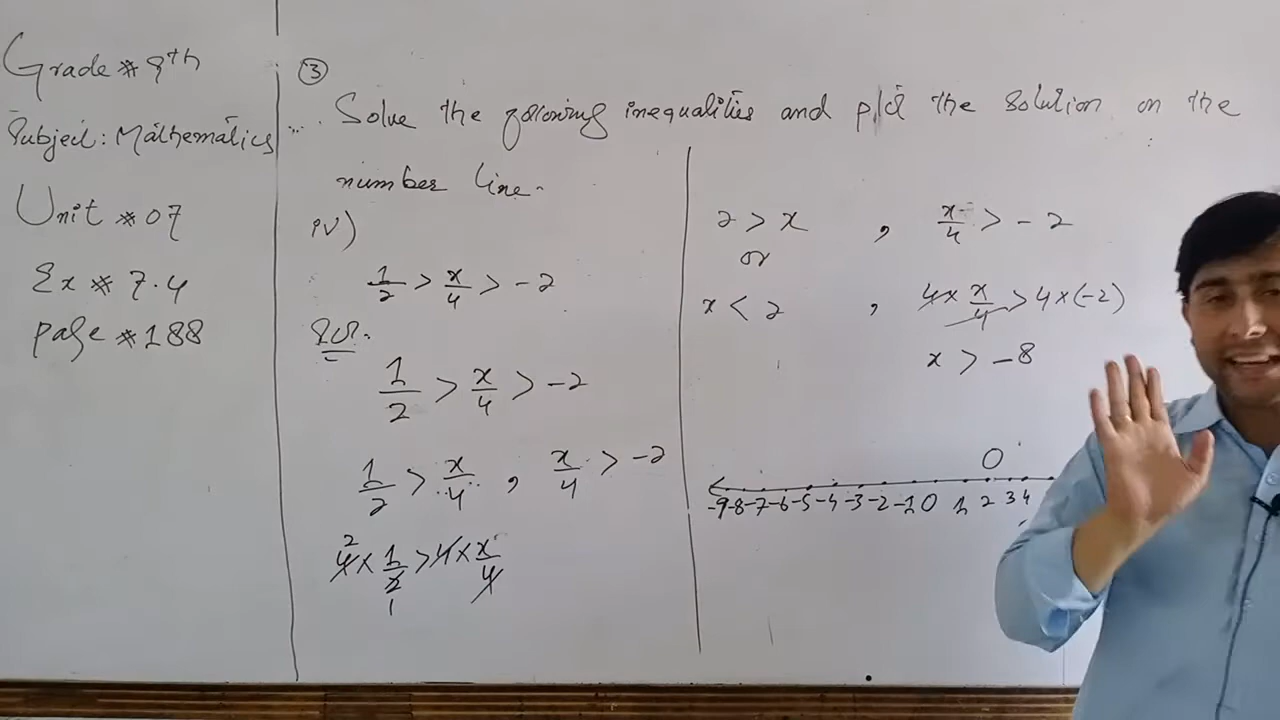 Grade # 9th
Subject: Mathematics
Unit # 07
Ex # 7.4
page # 188
③
Solve the following inequalities and plot the solution on the
number line.
iv)
1/2 > x/4 > -2
Sol:
1/2 > x/4 > -2
1/2 > x/4 , x/4 > -2
4 × 1/2 > 4 × x/4
2
1
2 > x , x/4 > -2
or
x < 2 , 4 × x/4 > 4 × (-2)
x > -8
-9 -8 -7 -6 -5 -4 -3 -2 -1 0 1 2 3 4